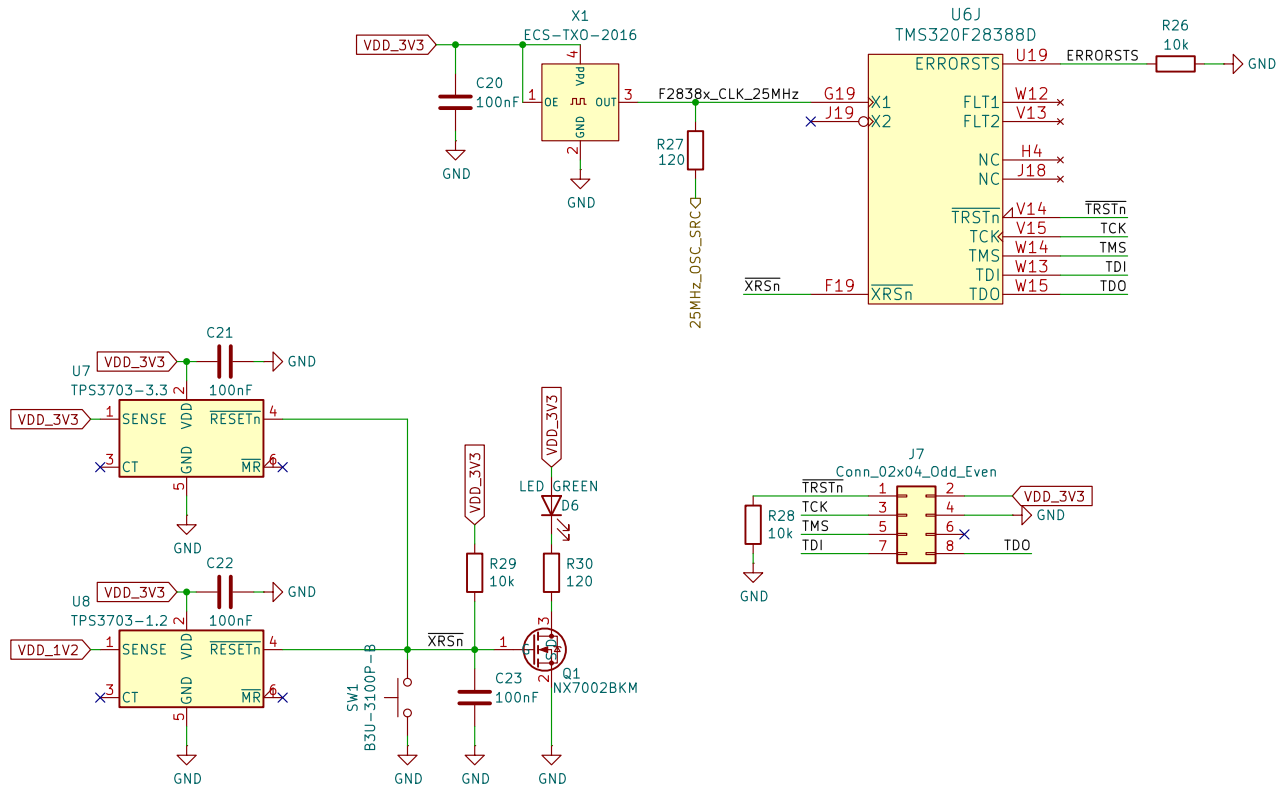 X1
ECS-TXO-2016
VDD_3V3
C20
100nF
GND
4
Vdd
1
OE
OUT
3
GND
2
GND
F2838x_CLK_25MHz
R27
120
25MHz_OSC_SRC
U6J
TMS320F28388D
G19
X1
J19
X2
XRSn
F19
XRSn
ERRORSTS
U19
ERRORSTS
R26
10k
GND
FLT1
W12
FLT2
V13
NC
H4
NC
J18
TRSTn
V14
TRSTn
TCK
V15
TCK
TMS
W14
TMS
TDI
W13
TDI
TDO
W15
TDO
C21
VDD_3V3
GND
100nF
U7
TPS3703-3.3
2
VDD_3V3
1
SENSE
VDD
RESETn
4
3
CT
GND
MR
6
5
GND
C22
VDD_3V3
GND
100nF
U8
TPS3703-1.2
2
VDD_1V2
1
SENSE
VDD
RESETn
4
3
CT
GND
MR
6
5
GND
SW1
B3U-3100P-B
GND
XRSn
VDD_3V3
R29
10k
C23
100nF
GND
VDD_3V3
LED GREEN
D6
R30
120
3
1
G
S
D
2
Q1
NX7002BKM
GND
J7
Conn_02x04_Odd_Even
TRSTn
1
2
VDD_3V3
TCK
3
4
GND
TMS
5
6
TDI
7
8
TDO
R28
10k
GND